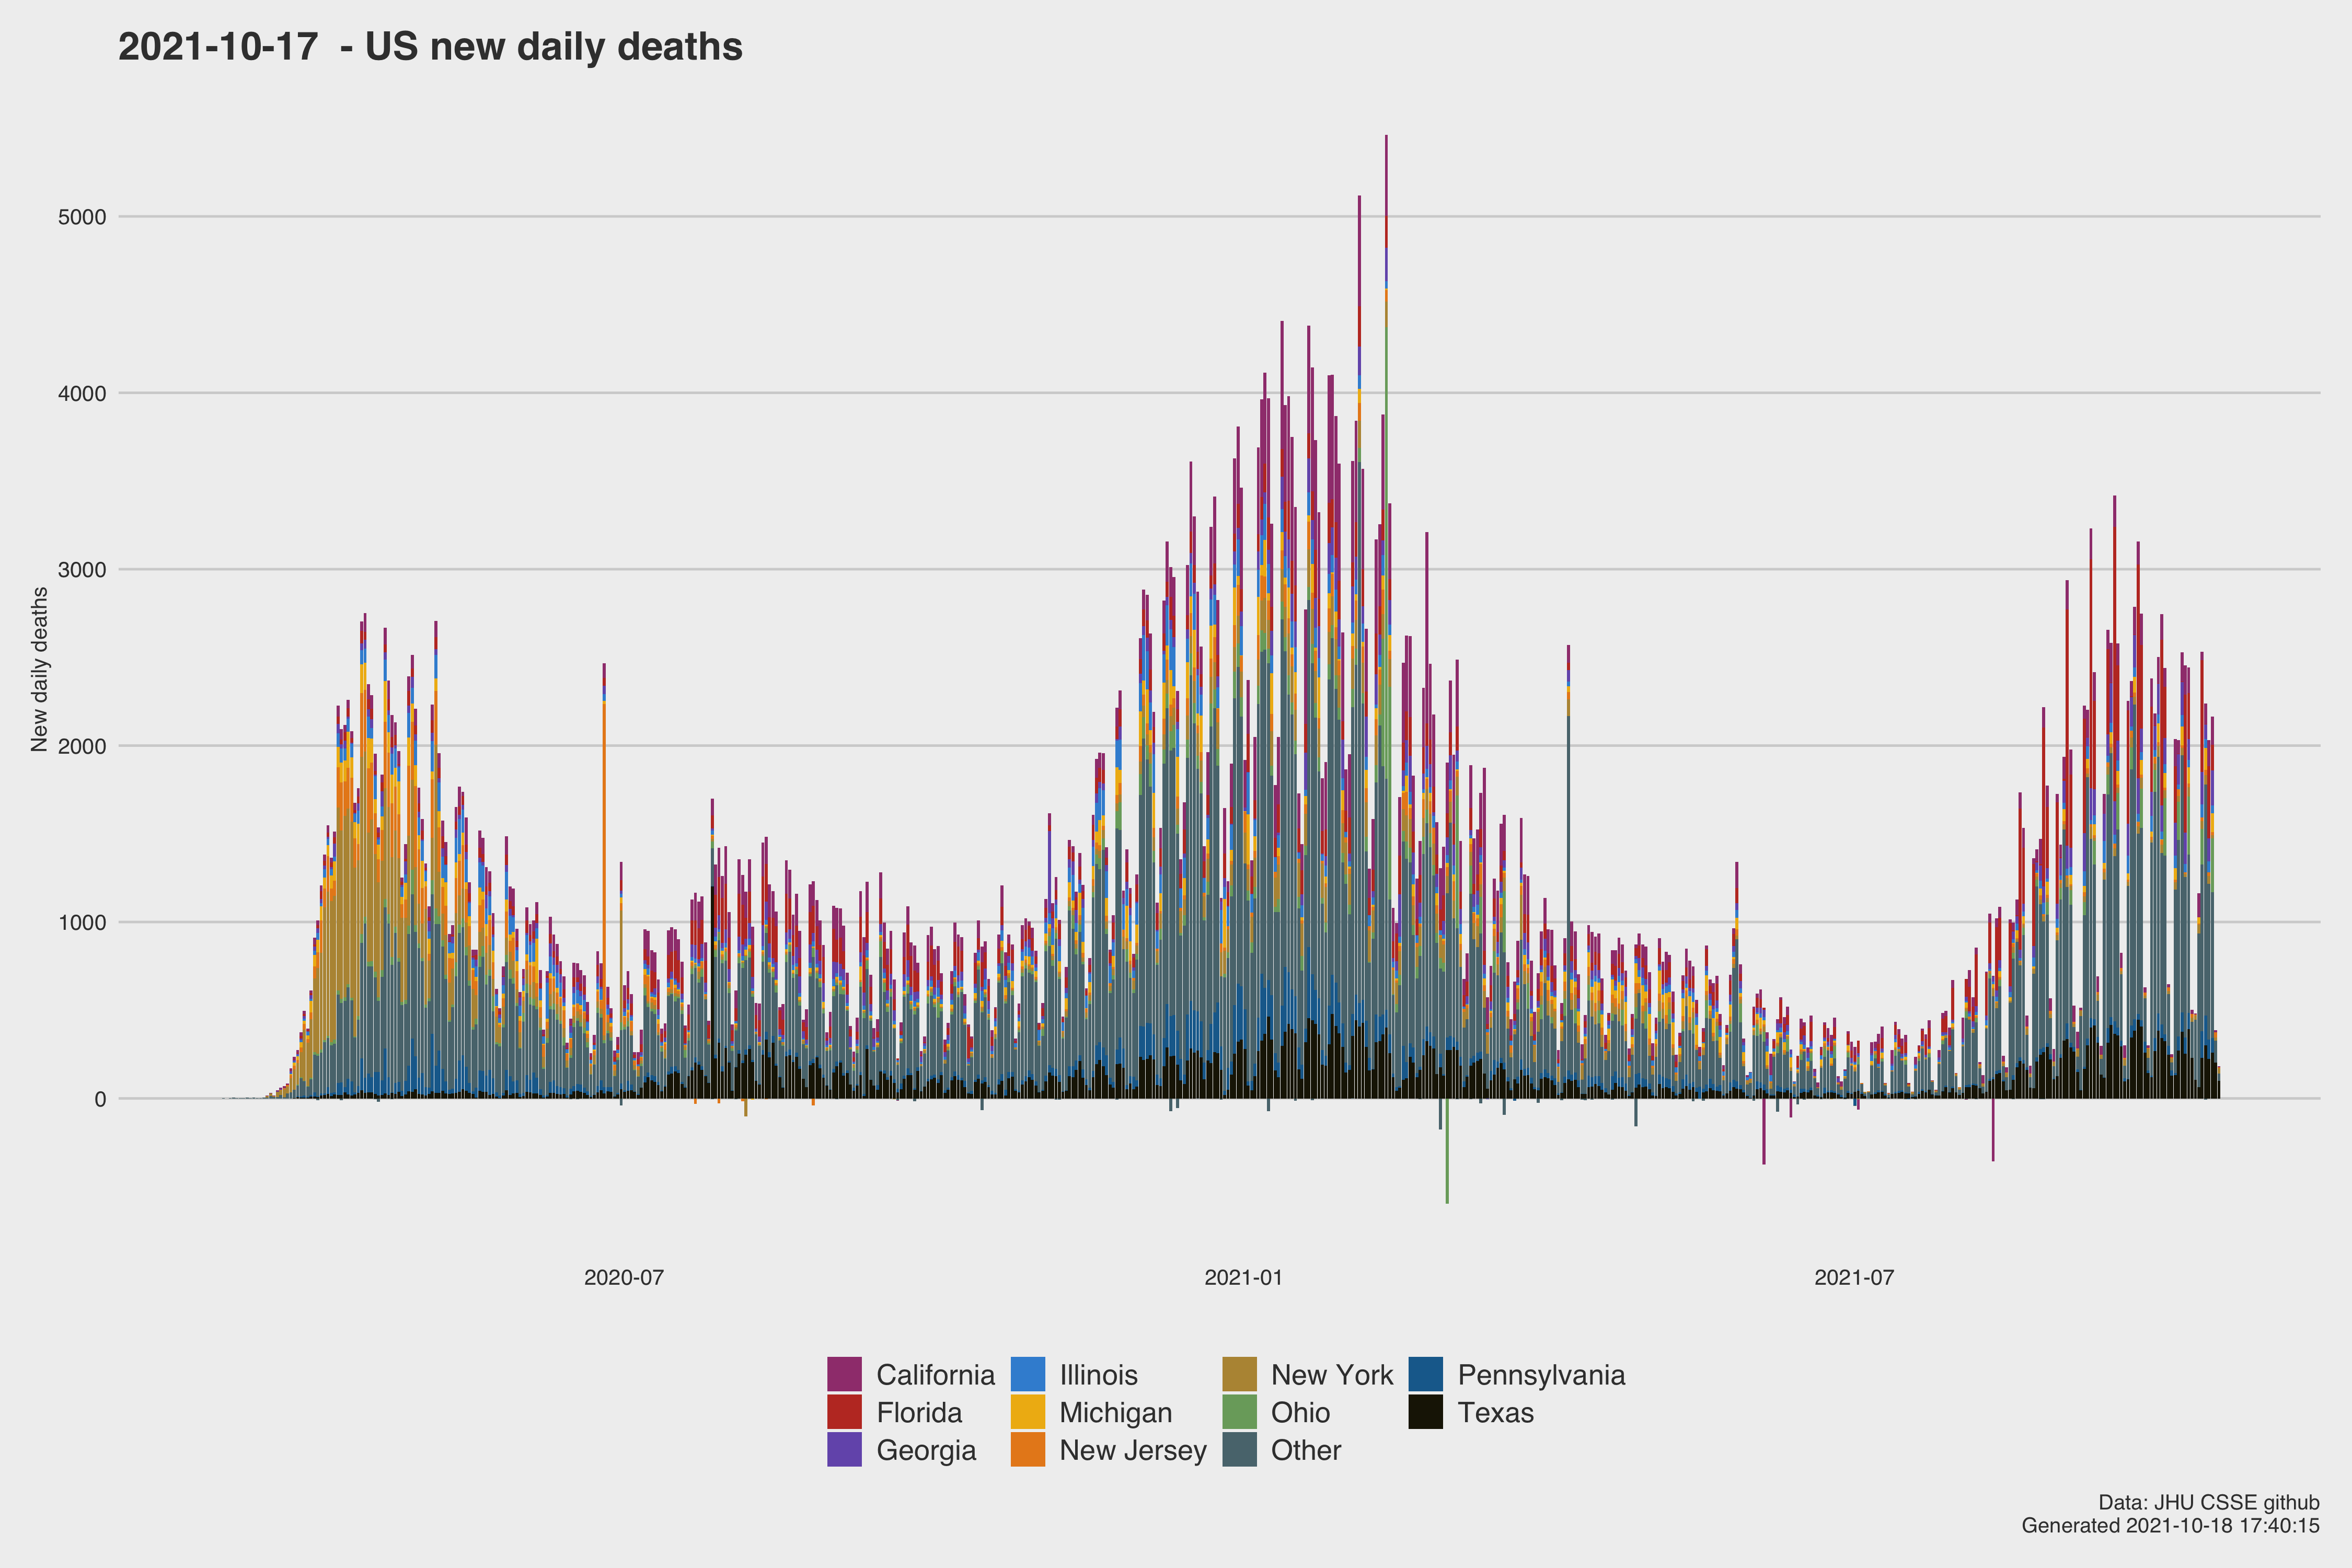 2021-10-17  - US new daily deaths
New daily deaths
5000
4000
3000
2000
1000
0
2020-07
2021-01
2021-07
California
Florida
Georgia
Illinois
Michigan
New Jersey
New York
Ohio
Other
Pennsylvania
Texas
Data: JHU CSSE github
Generated 2021-10-18 17:40:15